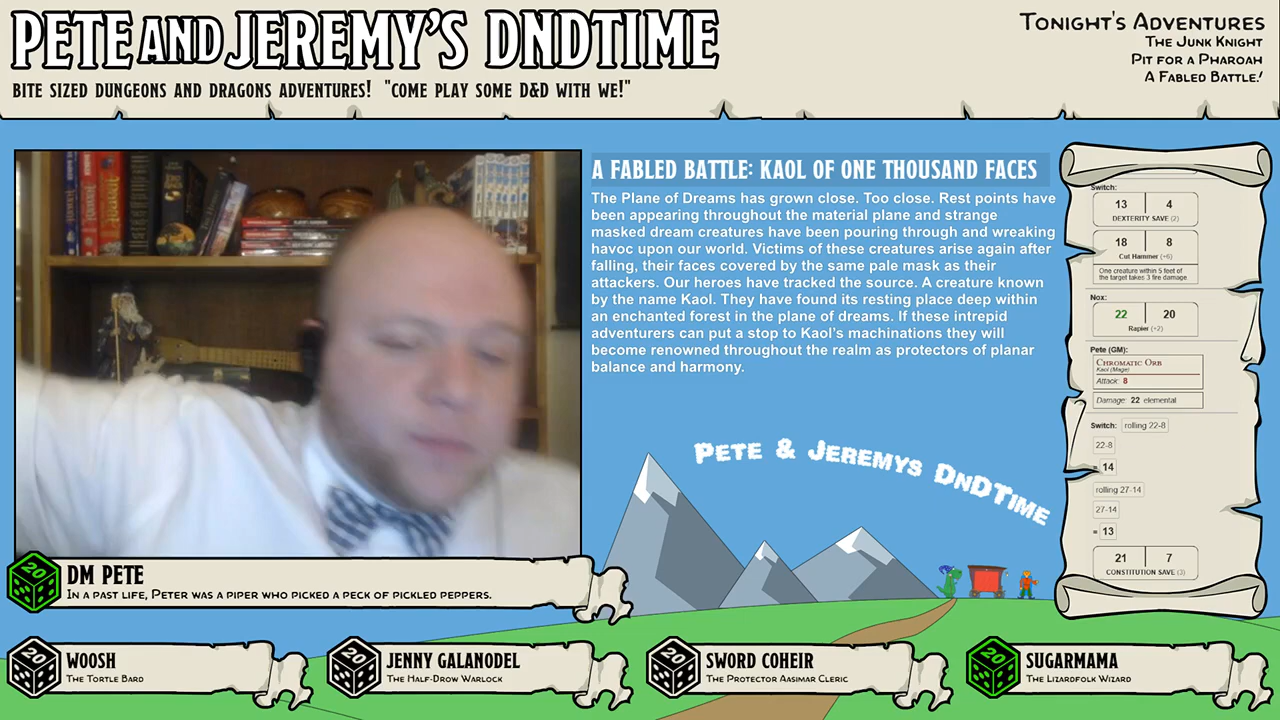 PETE AND JEREMY'S DNDTIME
BITE SIZED DUNGEONS AND DRAGONS ADVENTURES! "COME PLAY SOME D&D WITH WE!"
TONIGHT'S ADVENTURES
THE JUNK KNIGHT
PIT FOR A PHAROAH
A FABLED BATTLE!
A FABLED BATTLE: KAOL OF ONE THOUSAND FACES
The Plane of Dreams has grown close. Too close. Rest points have
been appearing throughout the material plane and strange
masked dream creatures have been pouring through and wreaking
havoc upon our world. Victims of these creatures arise again after
falling, their faces covered by the same pale mask as their
attackers. Our heroes have tracked the source. A creature known
by the name Kaol. They have found its resting place deep within
an enchanted forest in the plane of dreams. If these intrepid
adventurers can put a stop to Kaol's machinations they will
become renowned throughout the realm as protectors of planar
balance and harmony.
PETE & JEREMYS DNDTIME
Switch:
13 4
DEXTERITY SAVE (2)
18 8
Cut Hammer (+6)
One creature within 5 feet of
the target takes 3 fire damage.
Nox:
22 20
Rapier (+2)
Pete (GM):
CHROMATIC ORB
Kaol (Mage)
Attack: 8
Damage: 22 elemental
Switch: rolling 22-8
22-8
= 14
rolling 27-14
27-14
= 13
21 7
CONSTITUTION SAVE (3)
20
DM PETE
IN A PAST LIFE, PETER WAS A PIPER WHO PICKED A PECK OF PICKLED PEPPERS.
20
WOOSH
THE TORTLE BARD
20
JENNY GALANODEL
THE HALF-DROW WARLOCK
20
SWORD COHEIR
THE PROTECTOR AASIMAR CLERIC
20
SUGARMAMA
THE LIZARDFOLK WIZARD